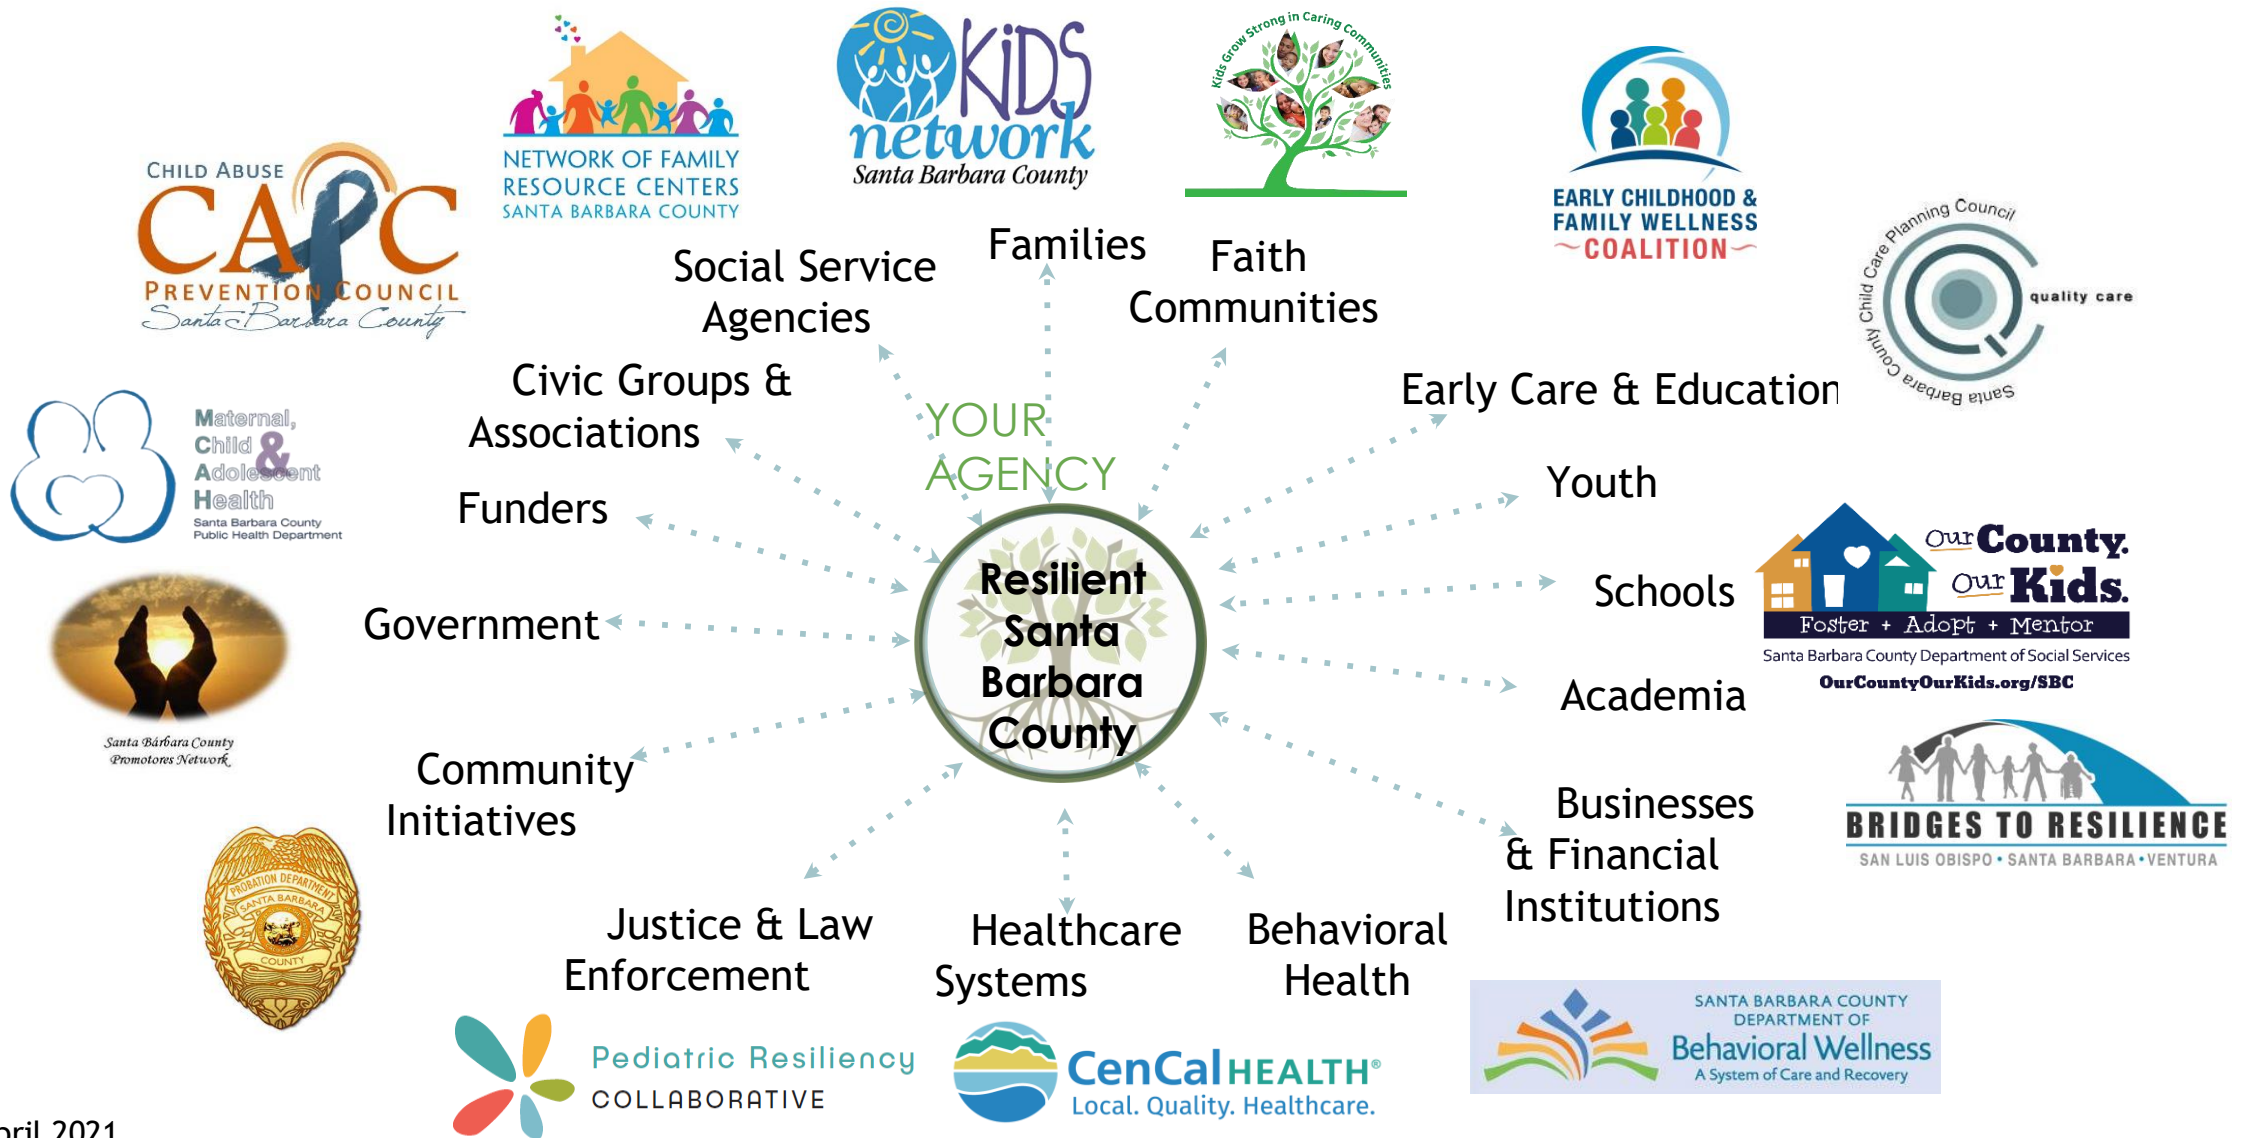 Kids Grow Strong in Caring Communities
KiDS
network
Santa Barbara County
NETWORK OF FAMILY
RESOURCE CENTERS
SANTA BARBARA COUNTY
CHILD ABUSE
CAPC
PREVENTION COUNCIL
Santa Barbara County
EARLY CHILDHOOD &
FAMILY WELLNESS
COALITION
Santa Barbara County Child Care Planning Council
quality care
Families
Social Service
Agencies
Faith
Communities
Civic Groups &
Associations
Early Care & Education
YOUR
AGENCY
Maternal,
Child &
Adolescent
Health
Santa Barbara County
Public Health Department
Funders
Youth
Resilient
Santa
Barbara
County
Schools
Our County.
Our Kids.
Foster + Adopt + Mentor
Santa Barbara County Department of Social Services
OurCountyOurKids.org/SBC
Government
Academia
Santa Bárbara County
Promotores Network
Community
Initiatives
Businesses
& Financial
Institutions
BRIDGES TO RESILIENCE
SAN LUIS OBISPO • SANTA BARBARA • VENTURA
PROBATION DEPARTMENT
SANTA BARBARA
COUNTY
Justice & Law
Enforcement
Healthcare
Systems
Behavioral
Health
SANTA BARBARA COUNTY
DEPARTMENT OF
Behavioral Wellness
A System of Care and Recovery
Pediatric Resiliency
COLLABORATIVE
CenCal HEALTH®
Local. Quality. Healthcare.
pril 2021